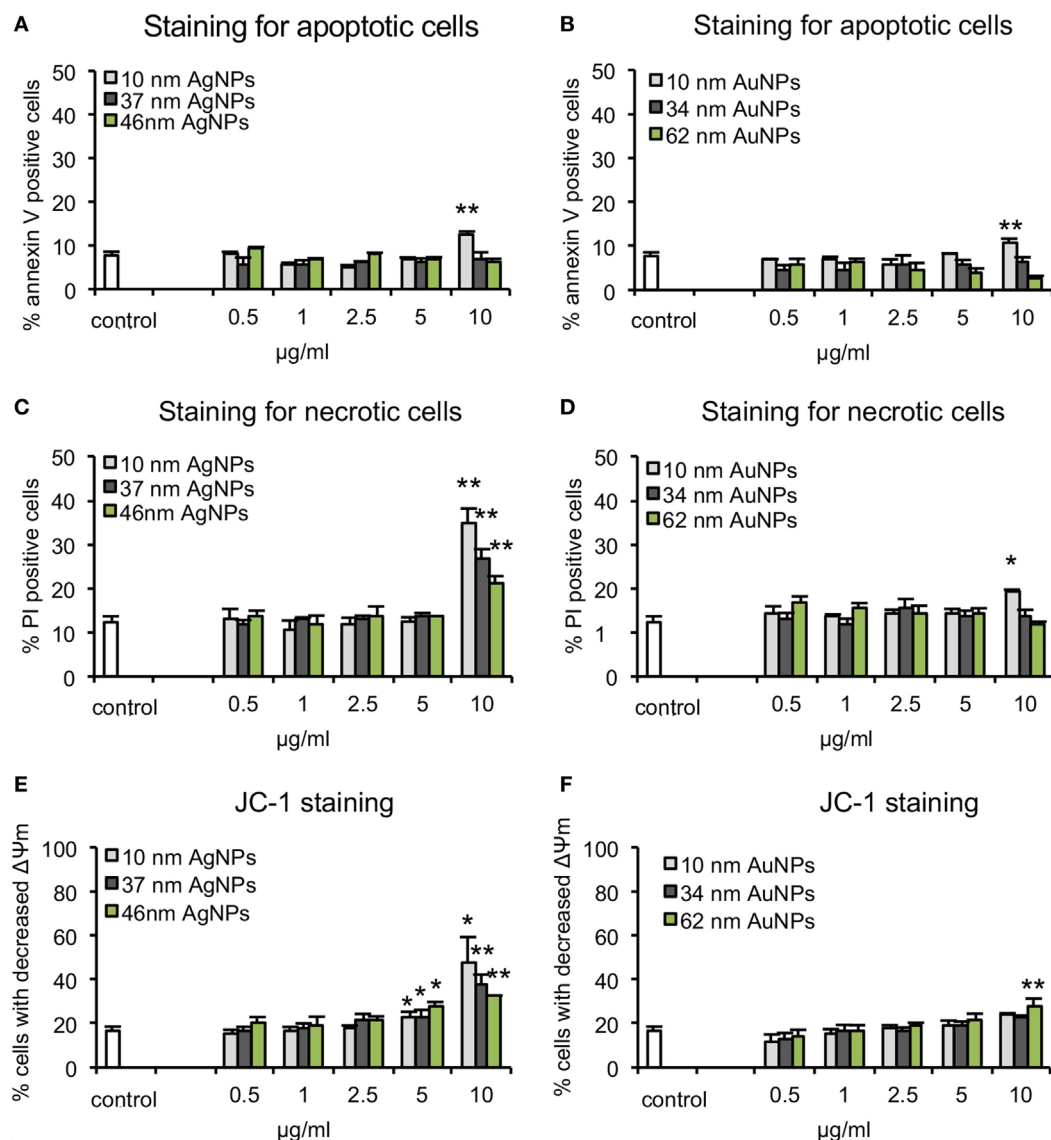 A Staining for apoptotic cells
% annexin V positive cells
50
40
30
20
10
0
10 nm AgNPs
37 nm AgNPs
46nm AgNPs
**
control 0.5 1 2.5 5 10
µg/ml
B Staining for apoptotic cells
% annexin V positive cells
50
40
30
20
10
0
10 nm AuNPs
34 nm AuNPs
62 nm AuNPs
**
control 0.5 1 2.5 5 10
µg/ml
C Staining for necrotic cells
% PI positive cells
50
40
30
20
10
0
10 nm AgNPs
37 nm AgNPs
46nm AgNPs
**
**
**
control 0.5 1 2.5 5 10
µg/ml
D Staining for necrotic cells
% PI positive cells
50
40
30
20
1
0
10 nm AuNPs
34 nm AuNPs
62 nm AuNPs
*
control 0.5 1 2.5 5 10
µg/ml
E JC-1 staining
% cells with decreased ΔΨm
100
80
60
40
20
0
10 nm AgNPs
37 nm AgNPs
46nm AgNPs
* * * * ** **
control 0.5 1 2.5 5 10
µg/ml
F JC-1 staining
% cells with decreased ΔΨm
100
80
60
40
20
0
10 nm AuNPs
34 nm AuNPs
62 nm AuNPs
**
control 0.5 1 2.5 5 10
µg/ml